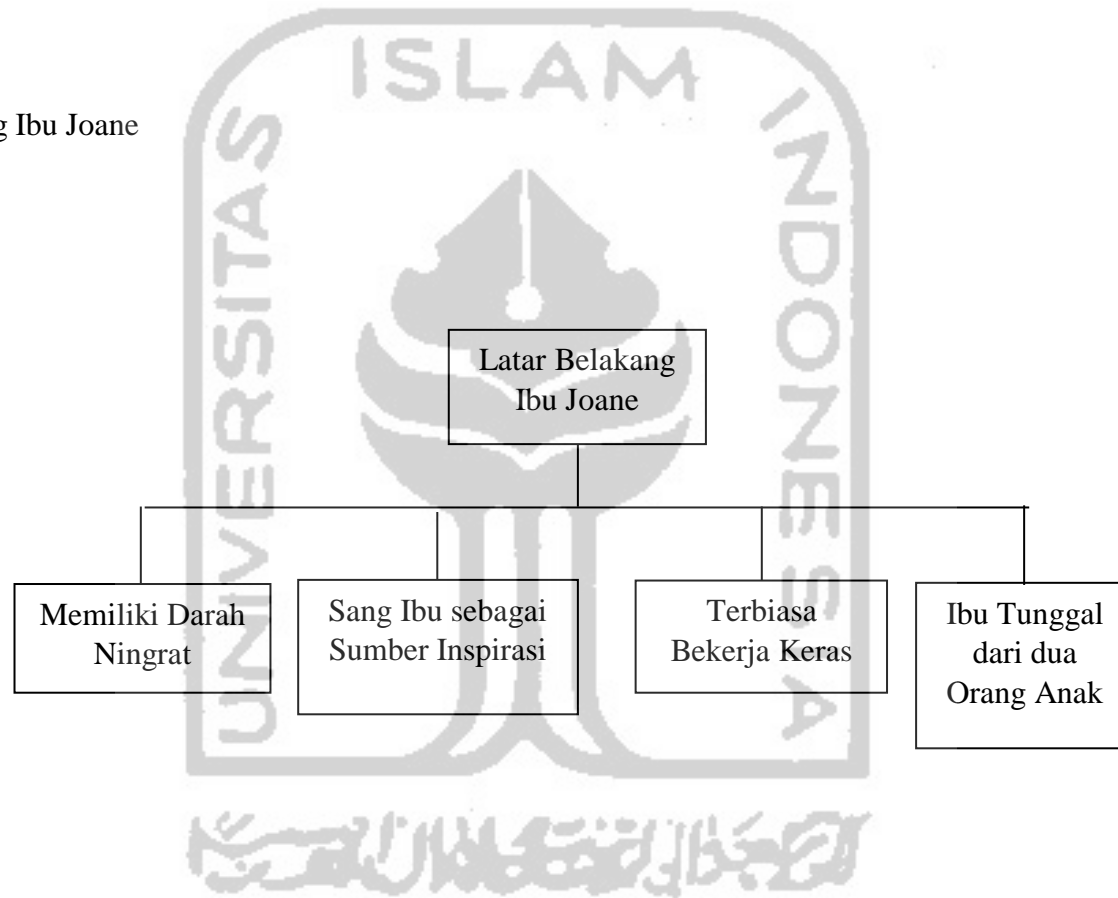 ISLAM
UNIVERSITAS
INDONESIA
g Ibu Joane
Latar Belakang
Ibu Joane
Memiliki Darah
Ningrat
Sang Ibu sebagai
Sumber Inspirasi
Terbiasa
Bekerja Keras
Ibu Tunggal
dari dua
Orang Anak